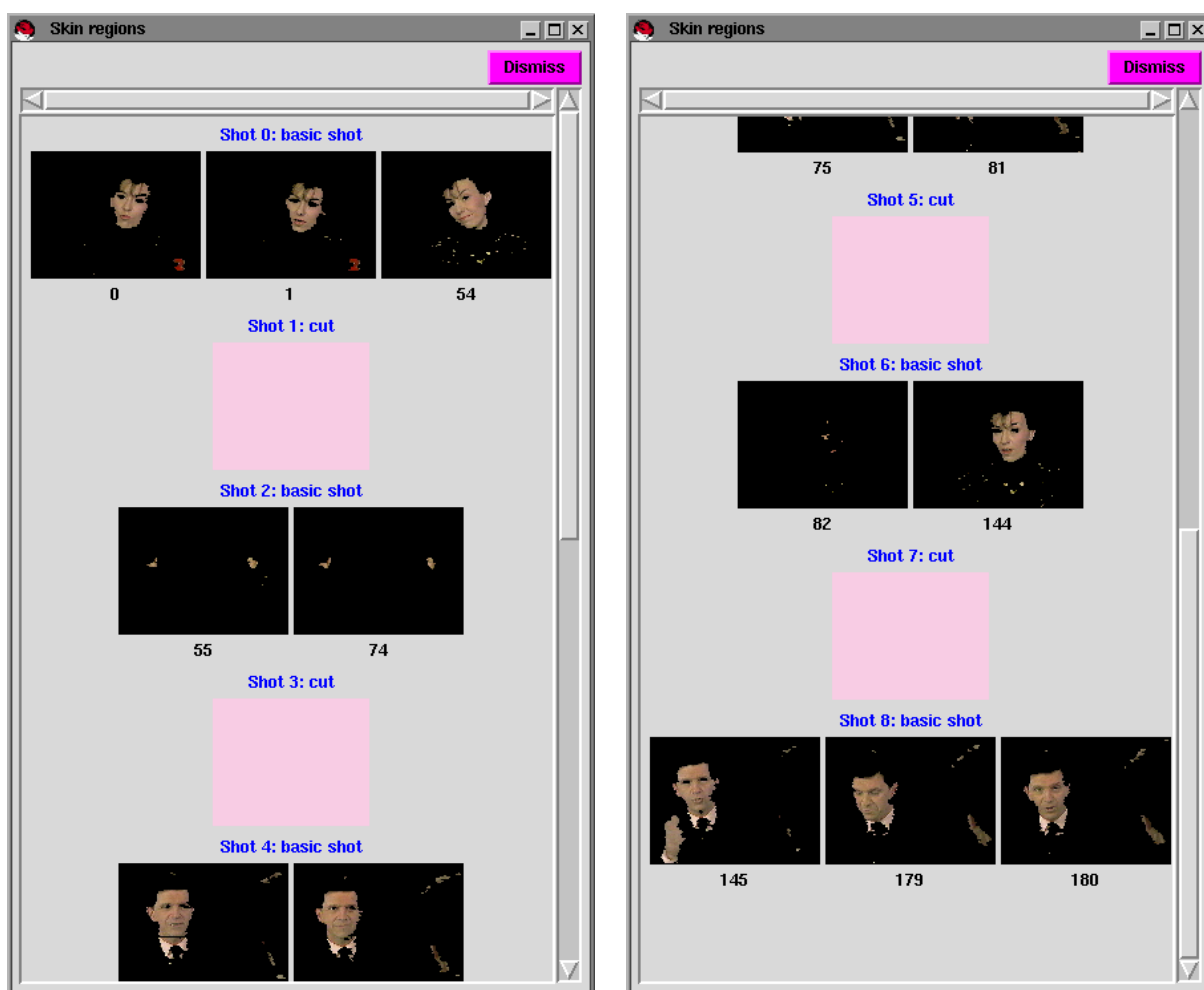 Skin regions
Dismiss
Shot 0: basic shot
0 1 54
Shot 1: cut
Shot 2: basic shot
55 74
Shot 3: cut
Shot 4: basic shot
Skin regions
Dismiss
75 81
Shot 5: cut
Shot 6: basic shot
82 144
Shot 7: cut
Shot 8: basic shot
145 179 180